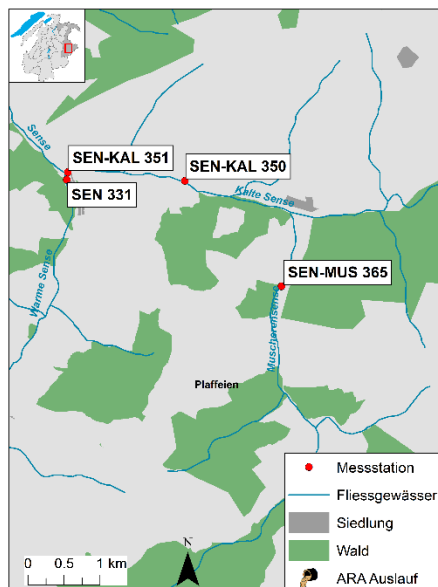 Sense
SEN-KAL 351
SEN-KAL 350
SEN 331
Kalte Sense
SEN-MUS 365
Warme Sense
Muscherensense
Plaffeien
Messstation
Fliessgewässer
Siedlung
Wald
ARA Auslauf
N
0 0.5 1 km